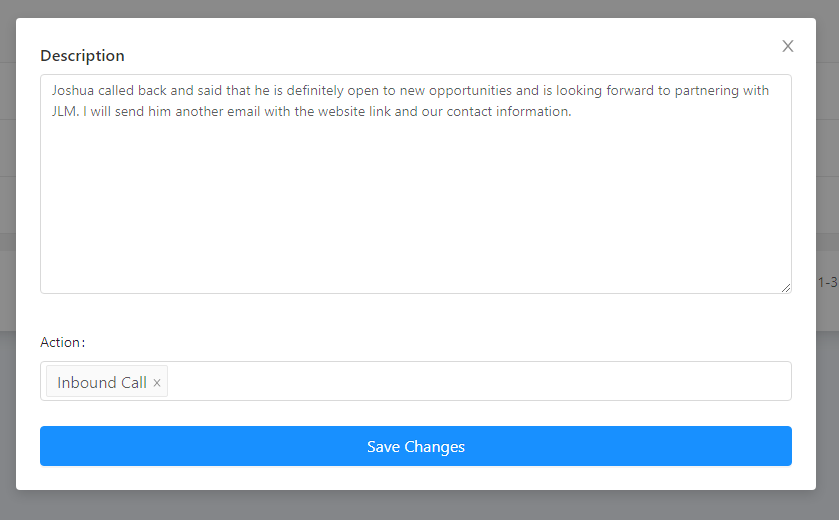 Description
Joshua called back and said that he is definitely open to new opportunities and is looking forward to partnering with
JLM. I will send him another email with the website link and our contact information.
1-3
Action:
Inbound Call ×
Save Changes